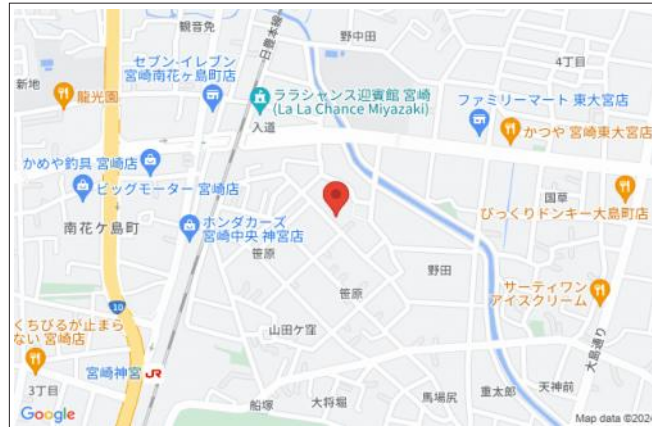 観音免
野中田
日豊本線
4丁目
セブン-イレブン
宮崎南花ヶ島町店
新地
龍光園
ララシャンス迎賓館 宮崎
(La La Chance Miyazaki)
ファミリーマート 東大宮店
入道
かつや 宮崎東大宮店
かめや釣具 宮崎店
ビッグモーター 宮崎店
国草
びっくりドンキー大島町店
南花ケ島町
ホンダカーズ
宮崎中央 神宮店
笹原
野田
サーティワン
アイスクリーム
笹原
10
山田ケ窪
くちびるが止まら
ない 宮崎店
大島通り
宮崎神宮 JR
3丁目
天神前
重太郎
馬場尻
船塚
大将堀
Google
Map data ©2024